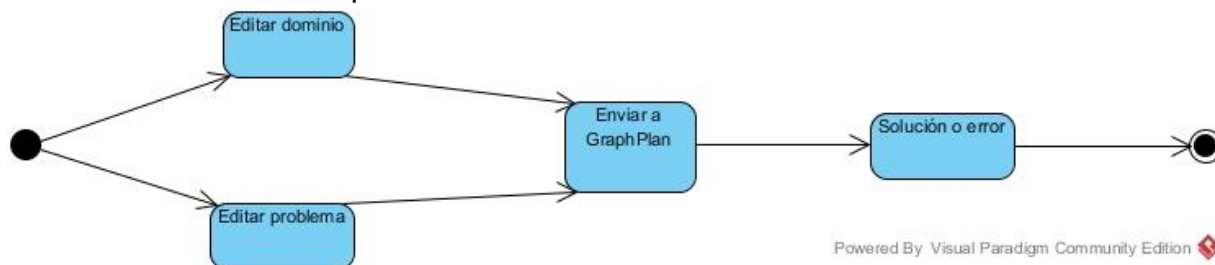 Editar dominio
Enviar a
GraphPlan
Solución o error
Editar problema
Powered By Visual Paradigm Community Edition